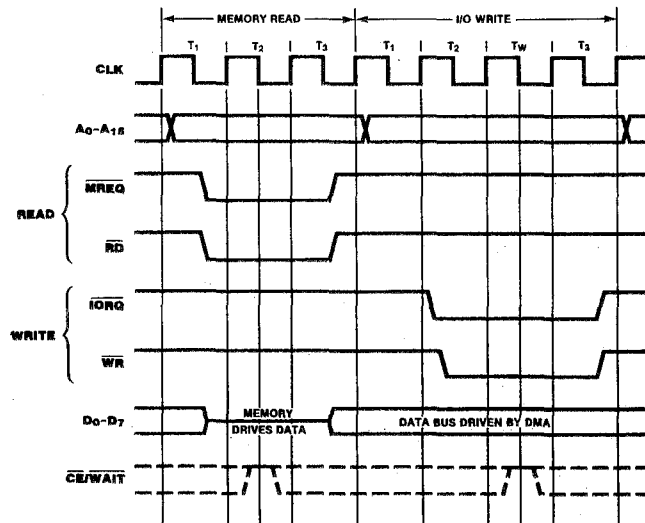 MEMORY READ I/O WRITE
T1 T2 T3 T1 T2 TW T3
CLK
A0-A15
MREQ
READ
RD
IORQ
WRITE
WR
D0-D7 MEMORY DRIVES DATA DATA BUS DRIVEN BY DMA
CE/WAIT